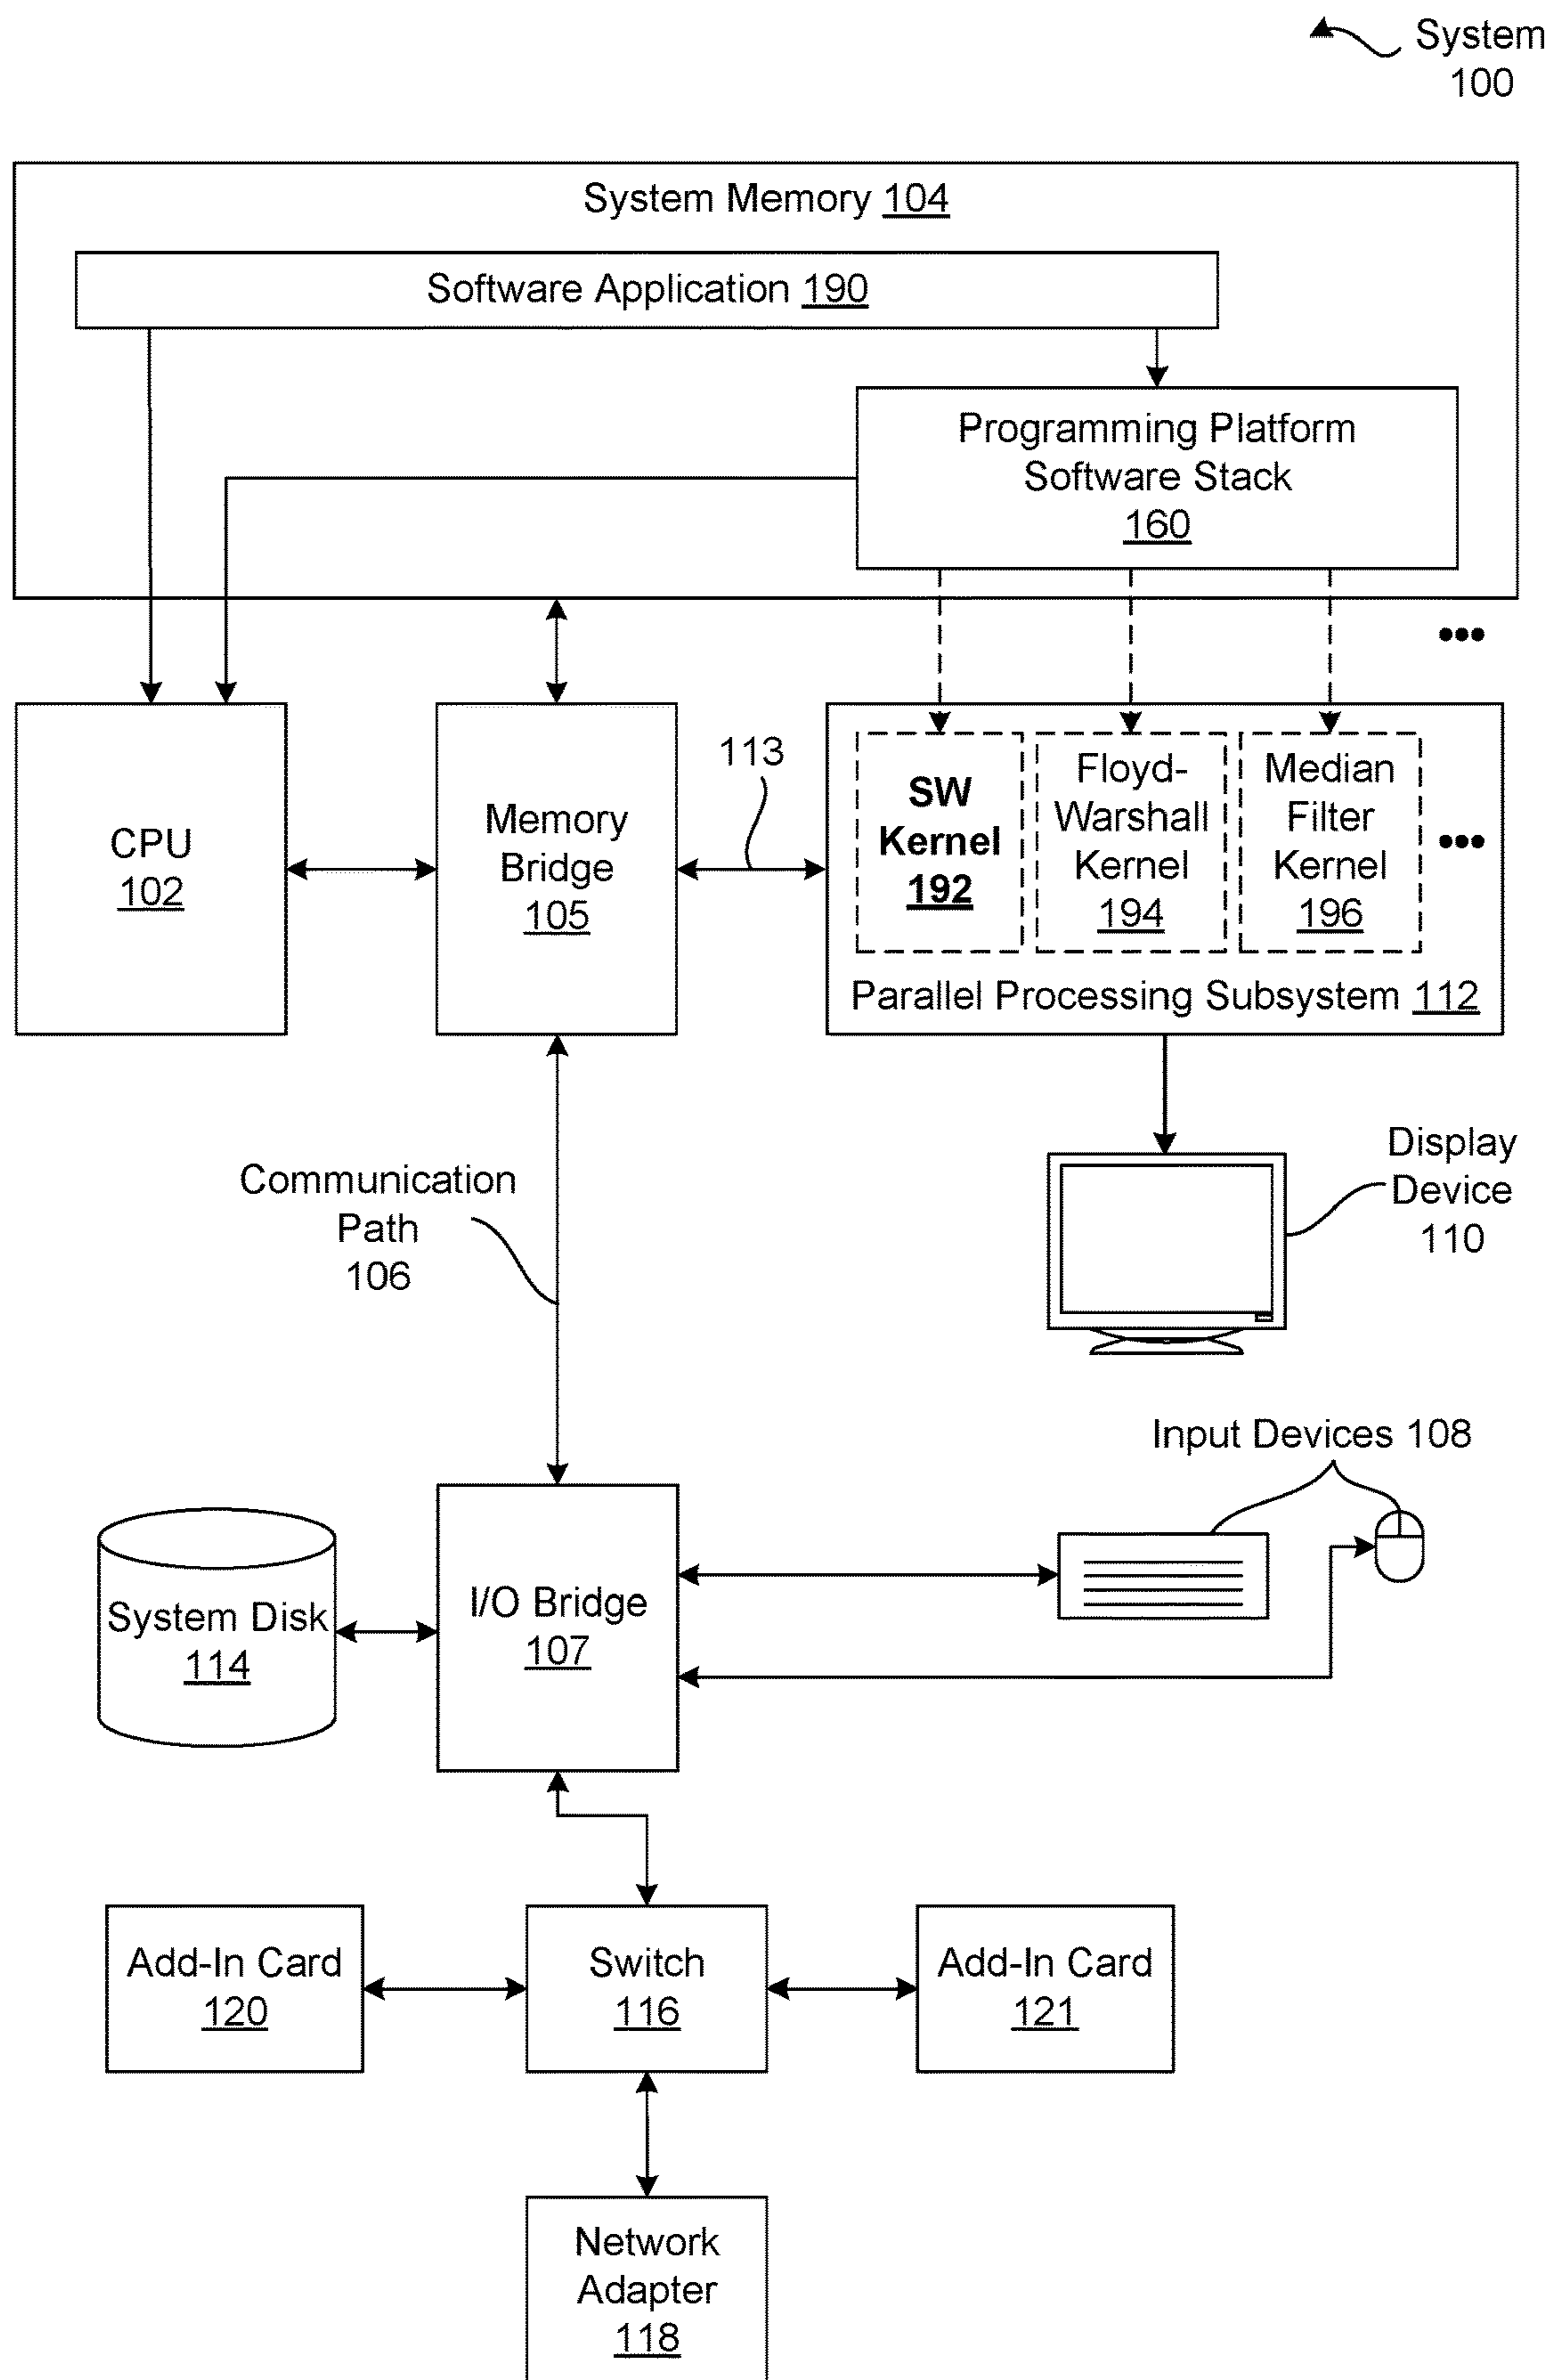 System
100
System Memory 104
Software Application 190
Programming Platform
Software Stack
160
•••
CPU
102
Memory
Bridge
105
113
SW
Kernel
192
Floyd-
Warshall
Kernel
194
Median
Filter
Kernel
196
•••
Parallel Processing Subsystem 112
Communication
Path
106
Display
Device
110
Input Devices 108
System Disk
114
I/O Bridge
107
Add-In Card
120
Switch
116
Add-In Card
121
Network
Adapter
118